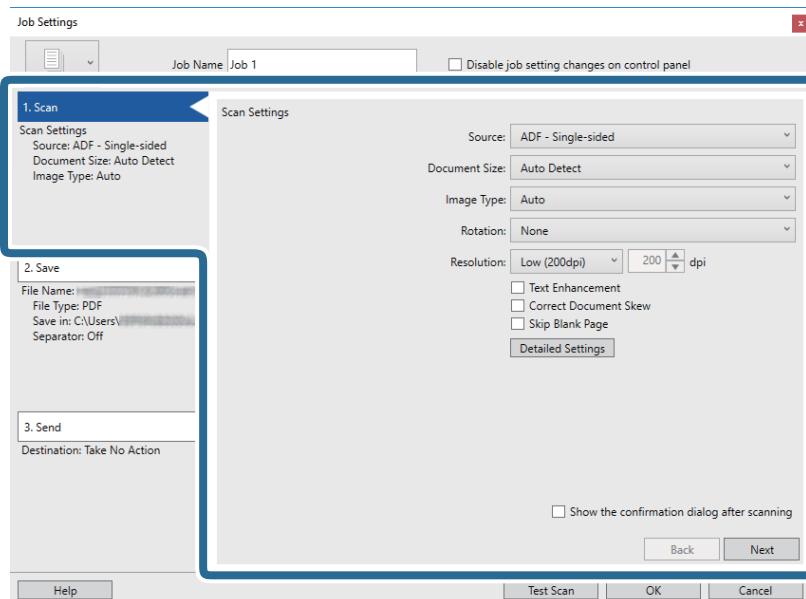 Job Settings
Job Name Job 1
Disable job setting changes on control panel
1. Scan
Scan Settings
Source: ADF - Single-sided
Document Size: Auto Detect
Image Type: Auto
2. Save
File Name:
File Type: PDF
Save in: C:\Users\
Separator: Off
3. Send
Destination: Take No Action
Scan Settings
Source: ADF - Single-sided
Document Size: Auto Detect
Image Type: Auto
Rotation: None
Resolution: Low (200dpi) 200 dpi
Text Enhancement
Correct Document Skew
Skip Blank Page
Detailed Settings
Show the confirmation dialog after scanning
Back Next
Help Test Scan OK Cancel